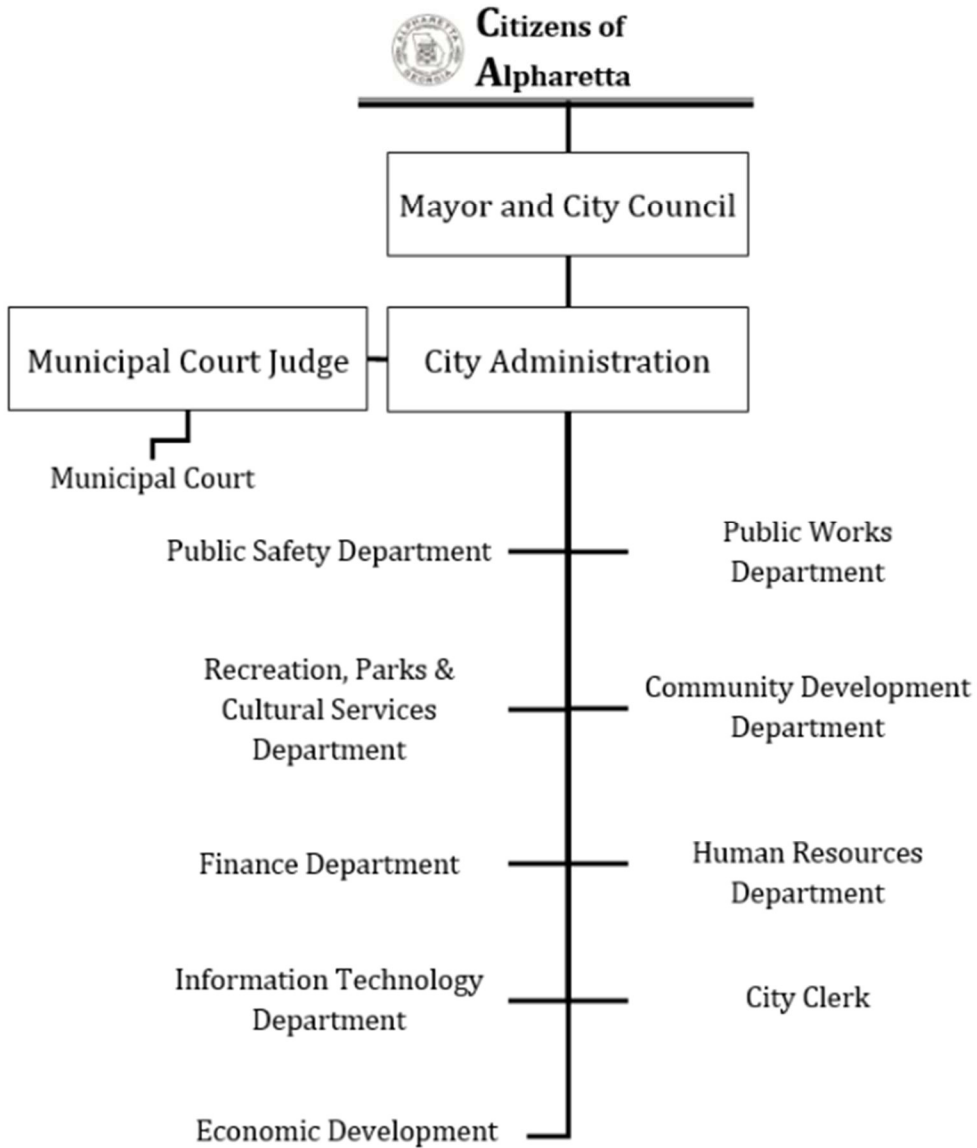 ALPHARETTA
GEORGIA
Citizens of
Alpharetta
Mayor and City Council
Municipal Court Judge
City Administration
Municipal Court
Public Safety Department
Public Works
Department
Recreation, Parks &
Cultural Services
Department
Community Development
Department
Finance Department
Human Resources
Department
Information Technology
Department
City Clerk
Economic Development